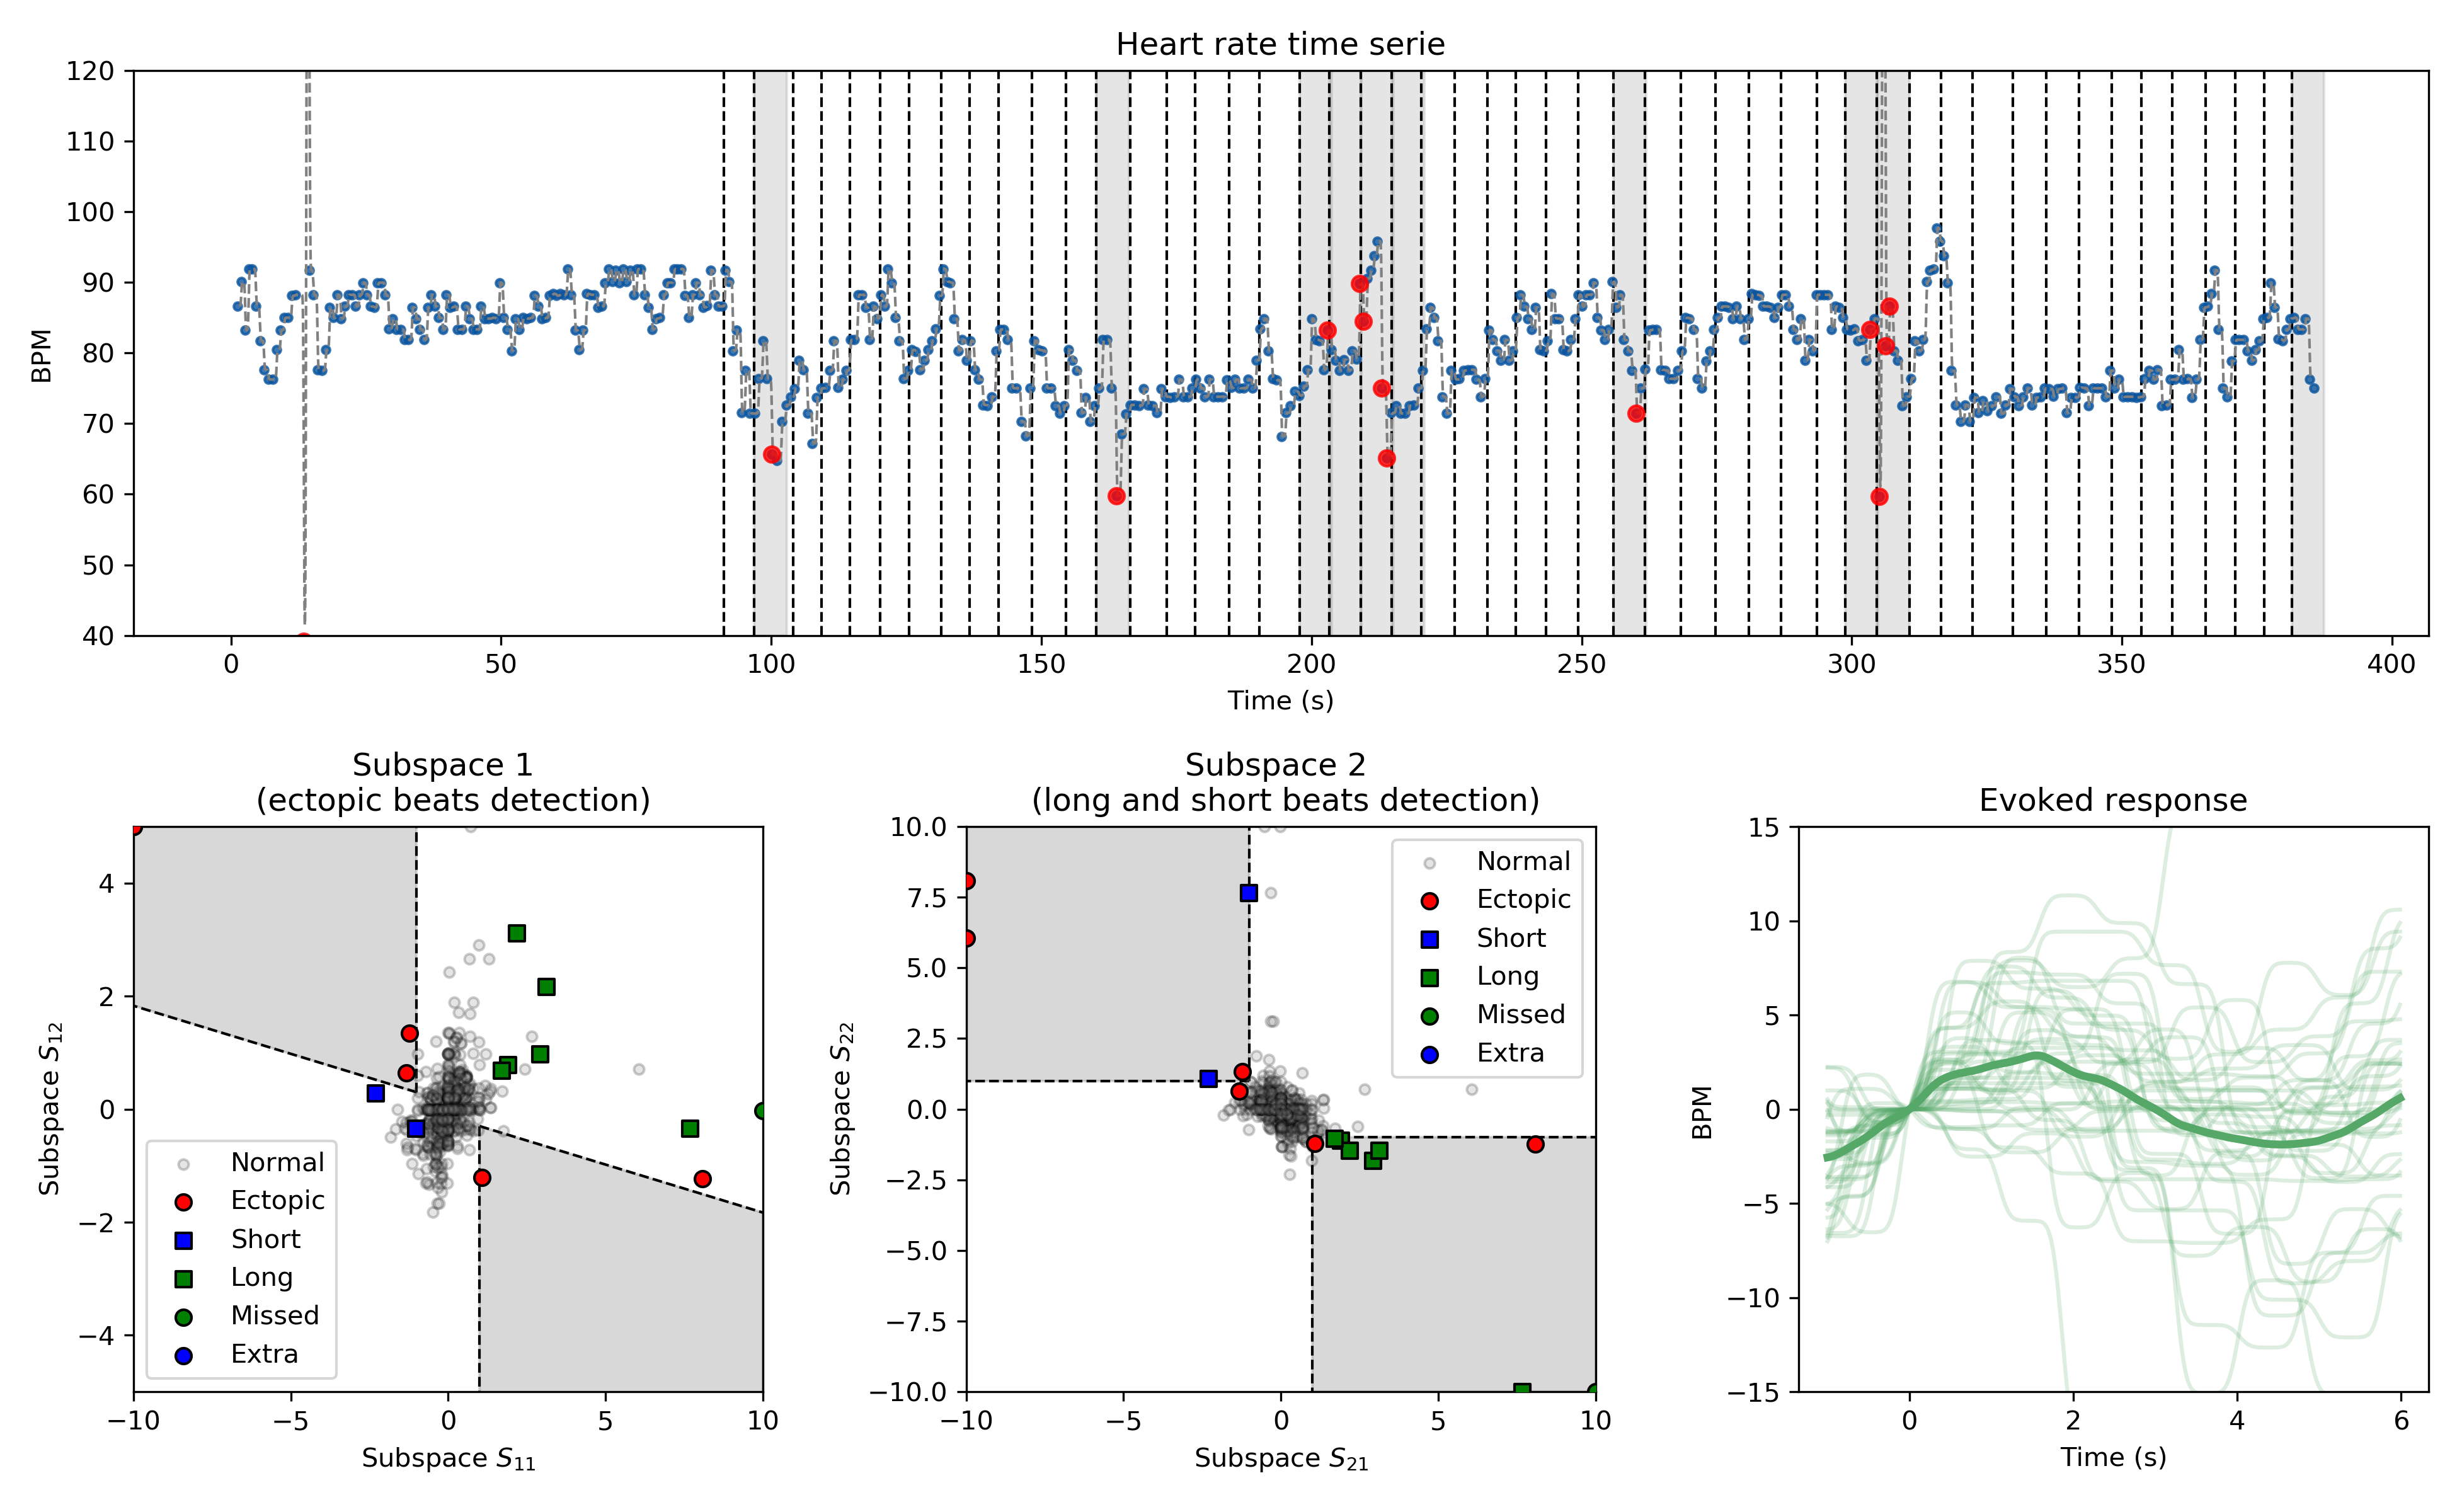 Heart rate time serie
120
110
100
90
80
70
60
50
40
BPM
0 50 100 150 200 250 300 350 400
Time (s)
Subspace 1
(ectopic beats detection)
4
2
0
−2
−4
Subspace S12
Normal
Ectopic
Short
Long
Missed
Extra
−10 −5 0 5 10
Subspace S11
Subspace 2
(long and short beats detection)
10.0
7.5
5.0
2.5
0.0
−2.5
−5.0
−7.5
−10.0
Subspace S22
Normal
Ectopic
Short
Long
Missed
Extra
−10 −5 0 5 10
Subspace S21
Evoked response
15
10
5
0
−5
−10
−15
BPM
0 2 4 6
Time (s)